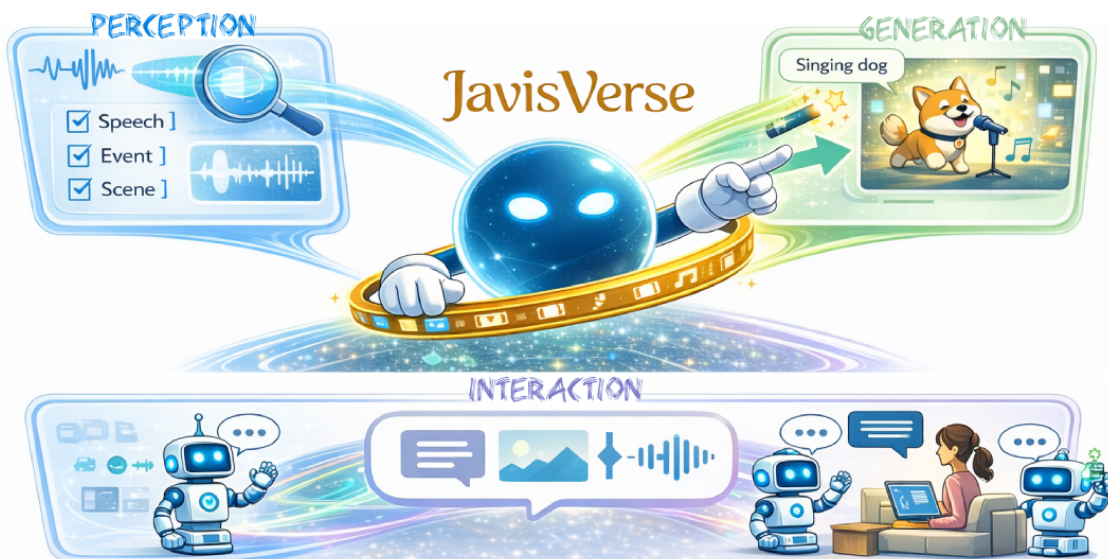 PERCEPTION
GENERATION
JavisVerse
Singing dog
Speech ]
Event ]
Scene ]
INTERACTION